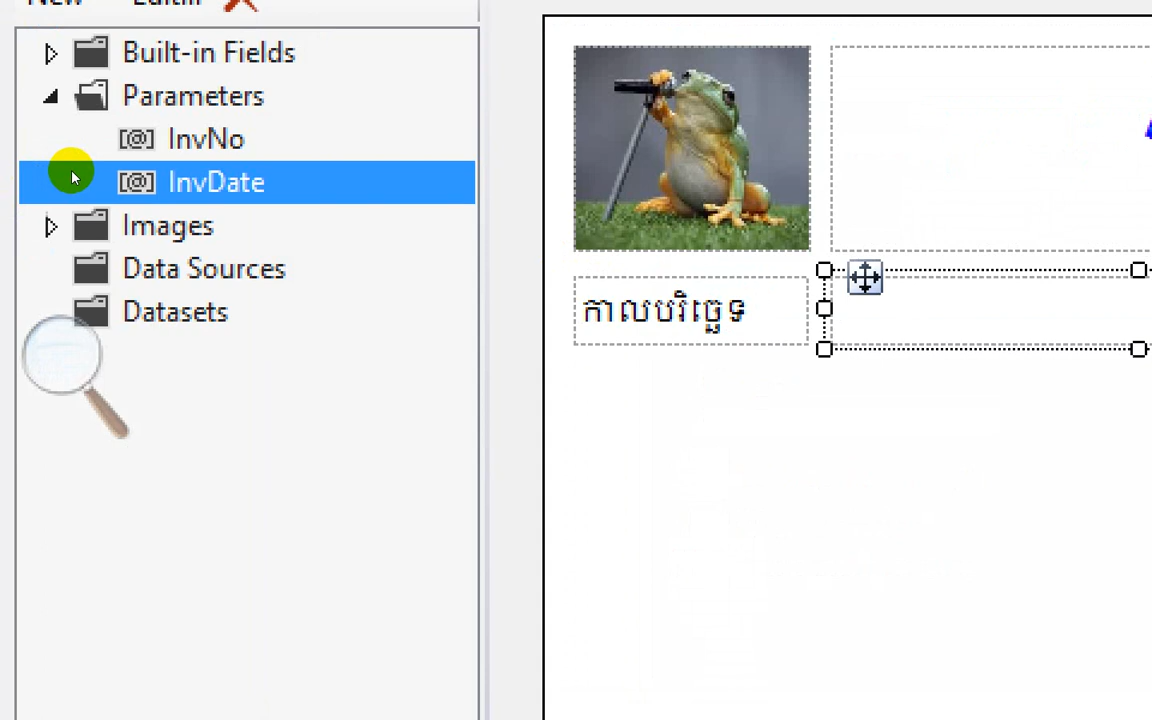 Built-in Fields
Parameters
[@] InvNo
[@] InvDate
Images
Data Sources
Datasets
កាលបរិច្ឆេទ